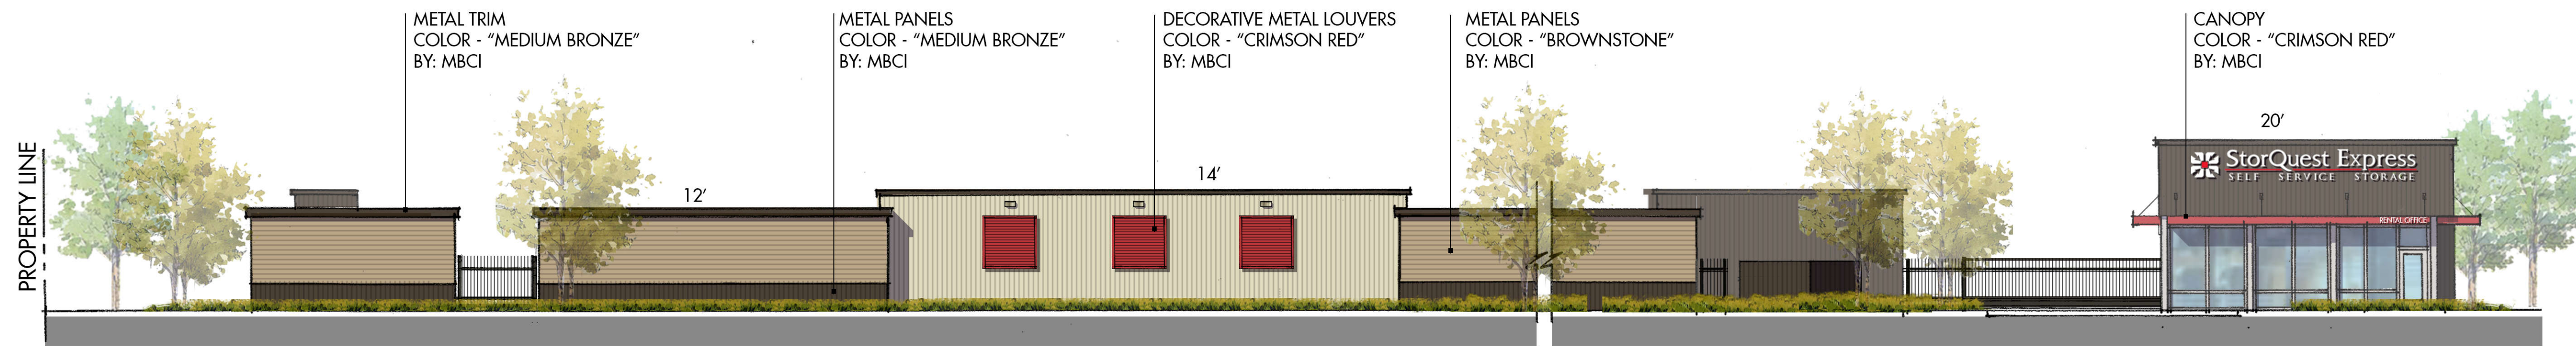 METAL TRIM
COLOR - “MEDIUM BRONZE”
BY: MBCI
METAL PANELS
COLOR - “MEDIUM BRONZE”
BY: MBCI
DECORATIVE METAL LOUVERS
COLOR - “CRIMSON RED”
BY: MBCI
METAL PANELS
COLOR - “BROWNSTONE”
BY: MBCI
CANOPY
COLOR - “CRIMSON RED”
BY: MBCI
PROPERTY LINE
12’
14’
20’
StorQuest Express
SELF SERVICE STORAGE
RENTAL OFFICE